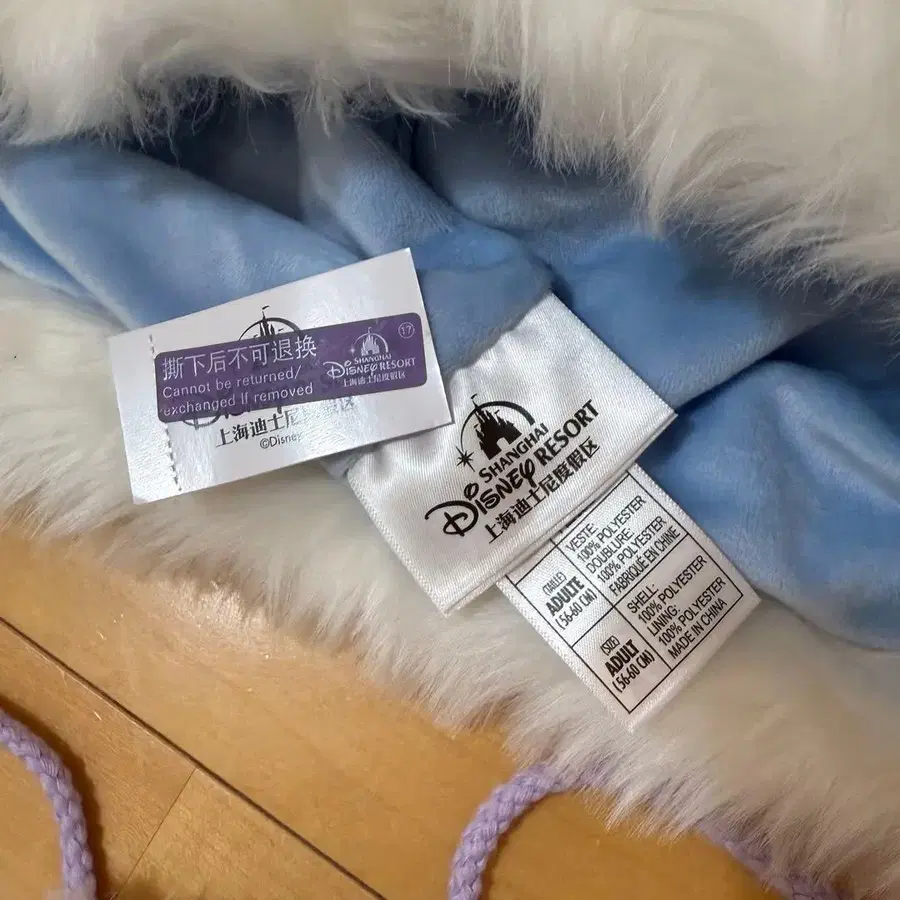 撕下后不可退换
Cannot be returned/
exchanged If removed
17
SHANGHAI
DISNEY RESORT
上海迪士尼度假区
上海迪士尼度假区
©Disney
SHANGHAI
DISNEY RESORT
上海迪士尼度假区
(TAILLE)
ADULTE
(56-60 CM)
VESTE:
100% POLYESTER
DOUBLURE:
100% POLYESTER
FABRIQUÉ EN CHINE
(SIZE)
ADULT
(56-60 CM)
SHELL:
100% POLYESTER
LINING:
100% POLYESTER
MADE IN CHINA